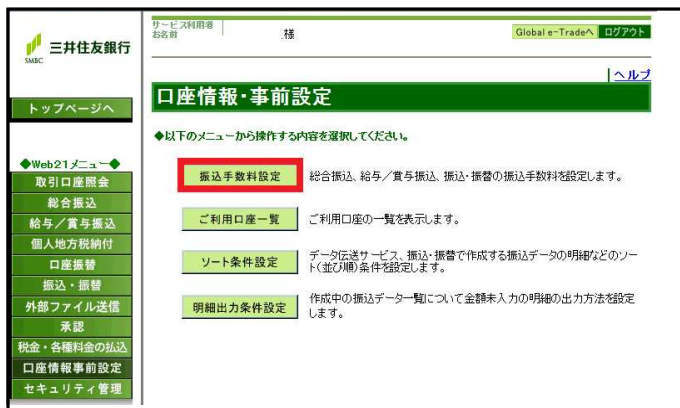 三井住友銀行
SMBC
サービス利用者
お名前
様
Global e-Tradeへ
ログアウト
ヘルプ
トップページへ
口座情報・事前設定
◆以下のメニューから操作する内容を選択してください。
◆Web21メニュー◆
取引口座照会
総合振込
給与／賞与振込
個人地方税納付
口座振替
振込・振替
外部ファイル送信
承認
税金・各種料金の払込
口座情報事前設定
セキュリティ管理
振込手数料設定
総合振込、給与／賞与振込、振込・振替の振込手数料を設定します。
ご利用口座一覧
ご利用口座の一覧を表示します。
ソート条件設定
データ伝送サービス、振込・振替で作成する振込データの明細などのソー
ト(並び順)条件を設定します。
明細出力条件設定
作成中の振込データ一覧について金額未入力の明細の出力方法を設定
します。